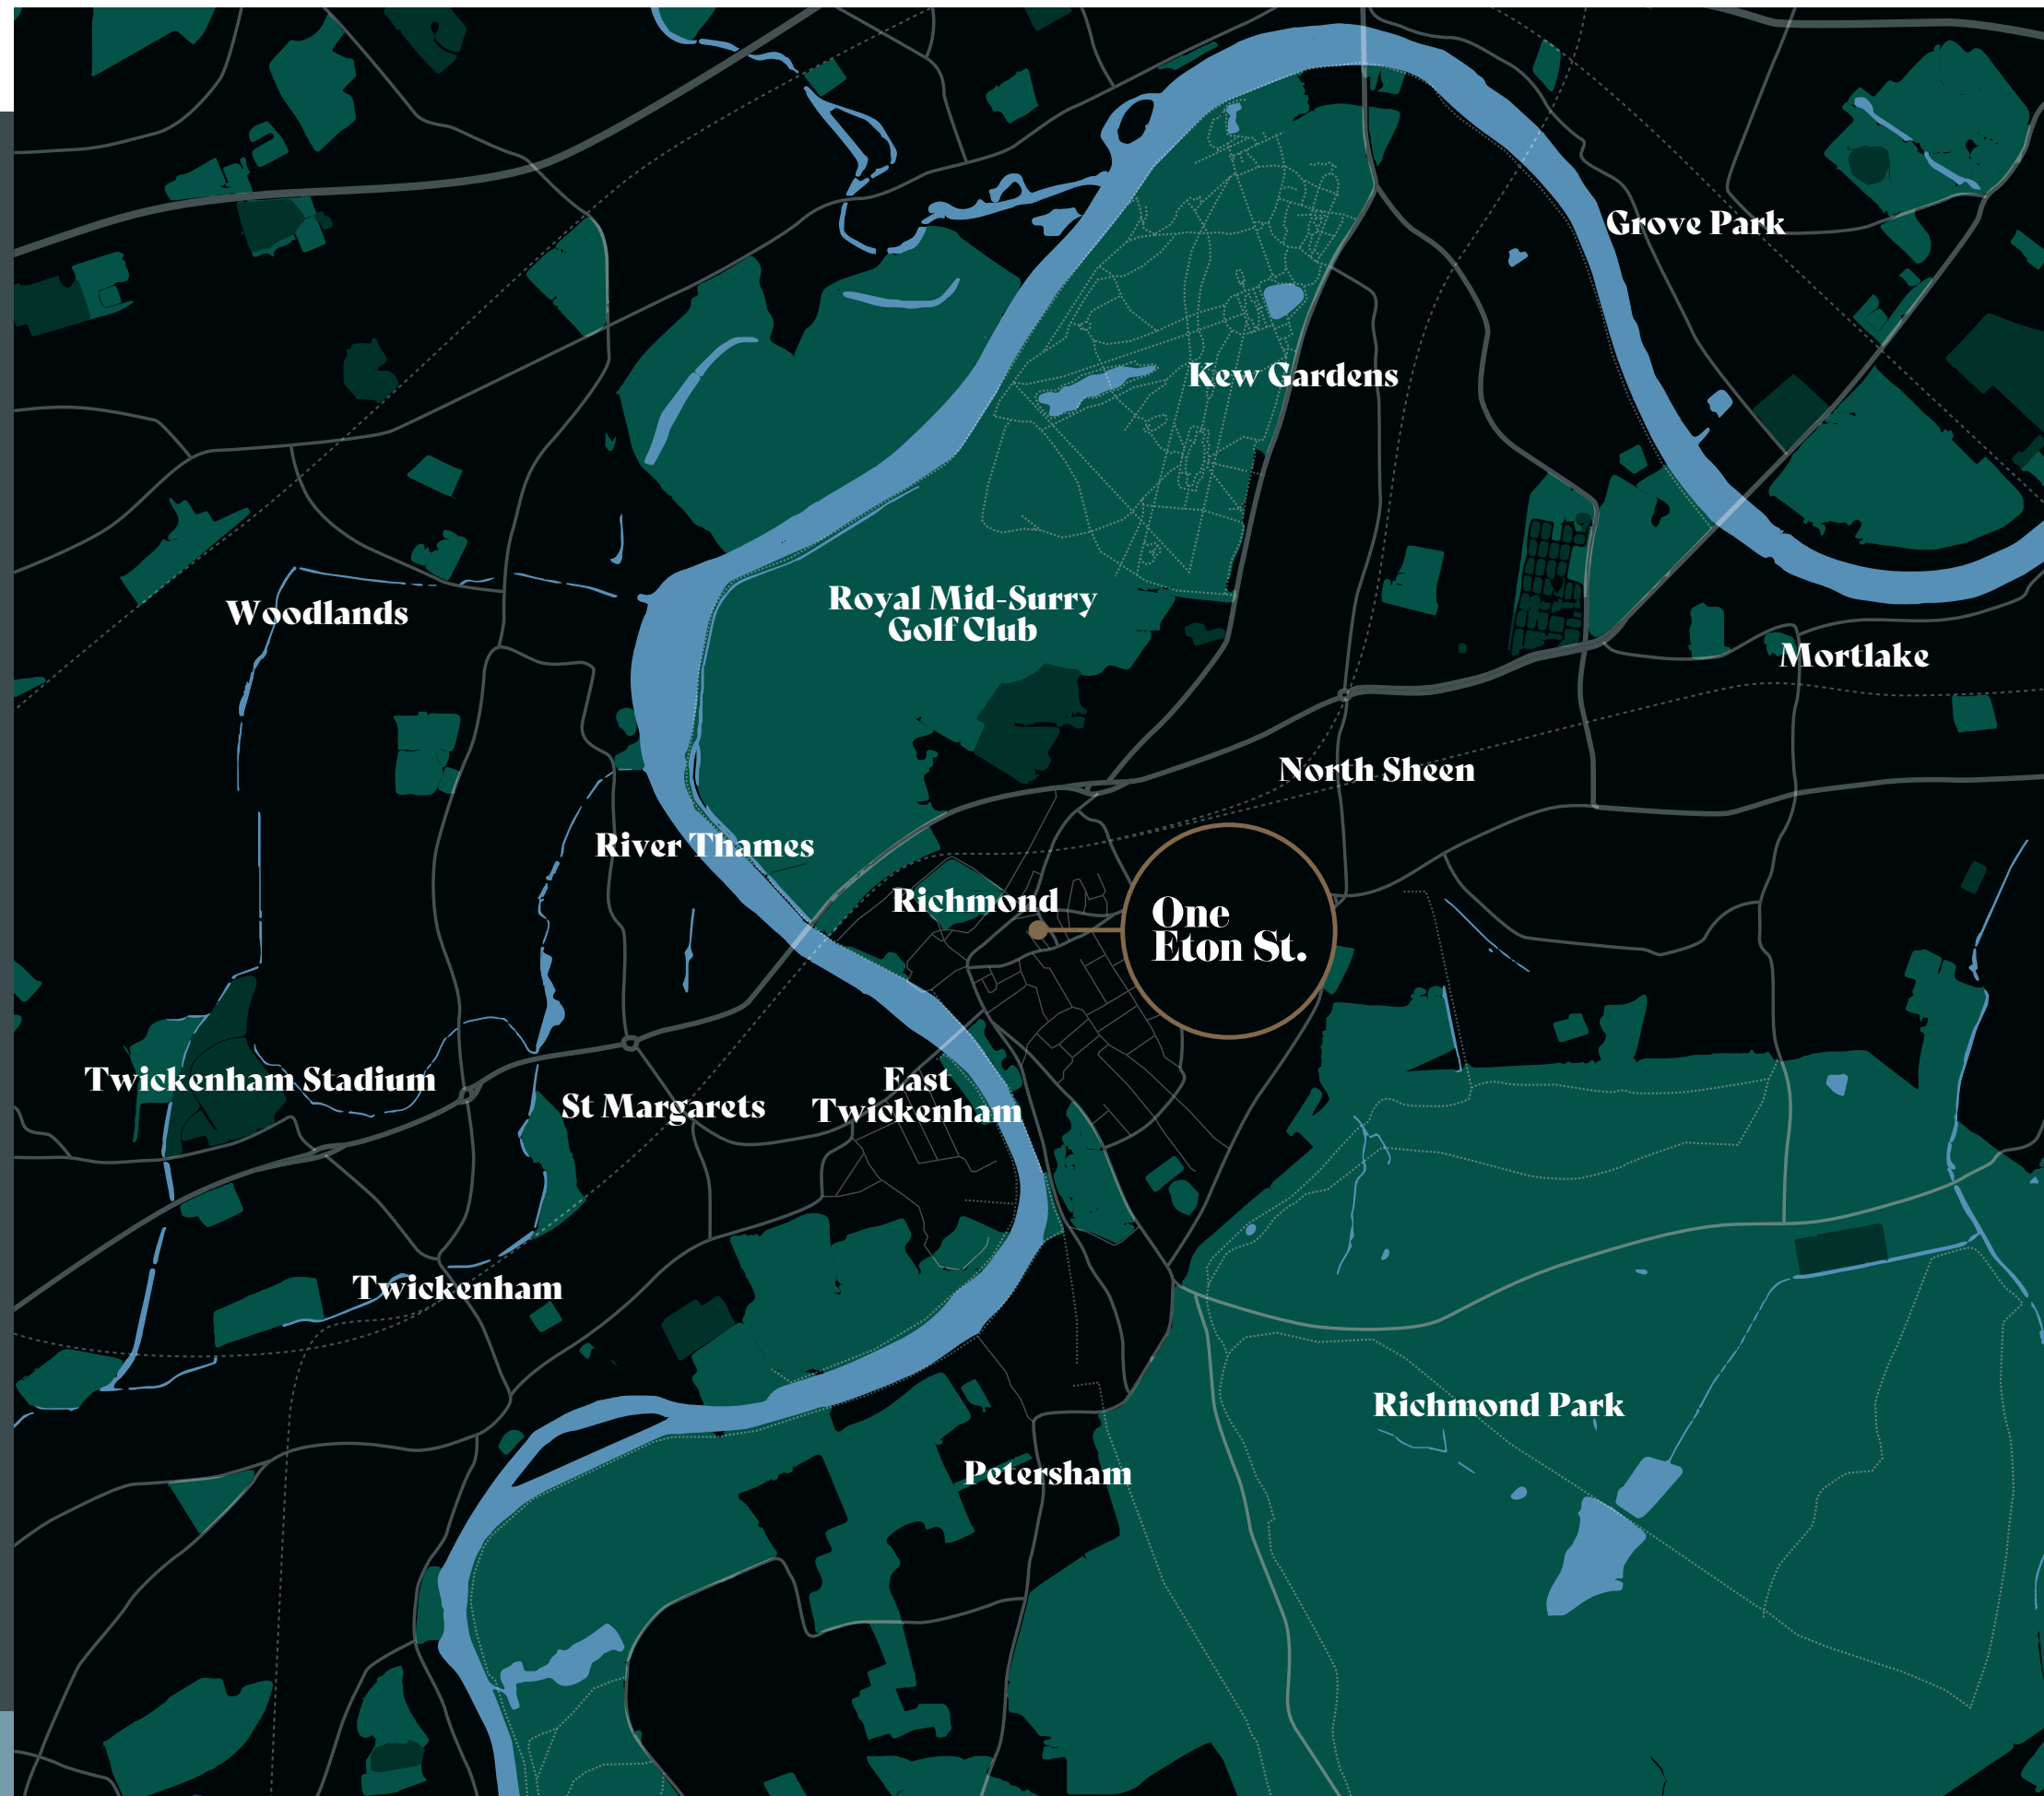 Grove Park
Kew Gardens
Royal Mid-Surry
Golf Club
Woodlands
Mortlake
North Sheen
River Thames
Richmond
One
Eton St.
Twickenham Stadium
St Margarets
East
Twickenham
Twickenham
Richmond Park
Petersham